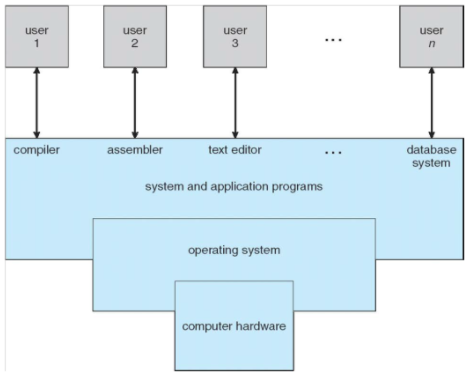 user
1
user
2
user
3
...
user
n
compiler
assembler
text editor
...
database
system
system and application programs
operating system
computer hardware